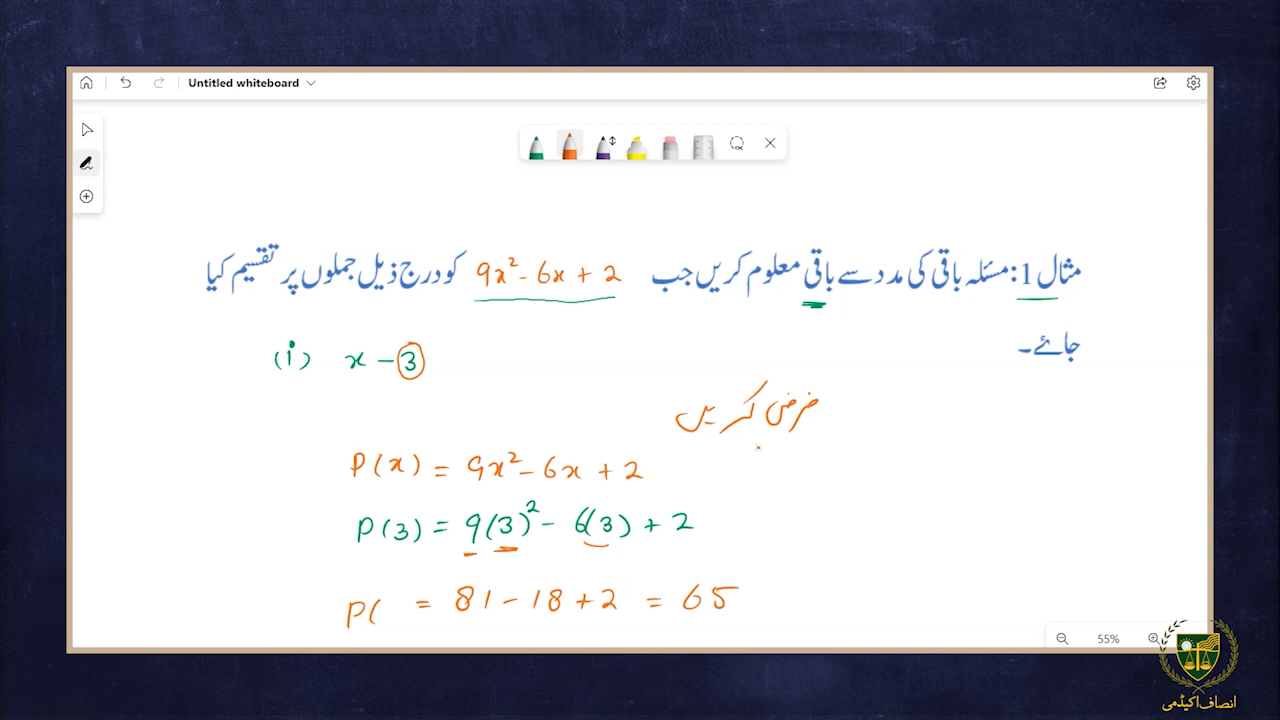 Untitled whiteboard
مثال 1: مسئلہ باقی کی مدد سے باقی معلوم کریں جب 9x² - 6x + 2 کو درج ذیل جملوں پر تقسیم کیا
جائے۔
(i) x - 3
فرض کریں
P(x) = 9x² - 6x + 2
P(3) = 9(3)² - 6(3) + 2
P( = 81 - 18 + 2 = 65
55%
انصاف اکیڈمی